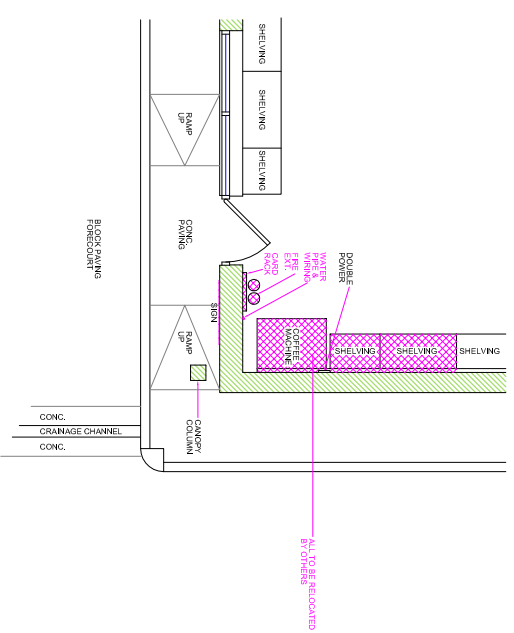 SHELVING
SHELVING
SHELVING
RAMP
UP
CONC.
PAVING
BLOCK PAVING
FORECOURT
DOUBLE
POWER
WATER
PIPE &
WIRING
FIRE
EXT.
CARD
RACK
SIGN
RAMP
UP
COFFEE
MACHINE
SHELVING
SHELVING
SHELVING
CANOPY
COLUMN
CONC.
CRAINAGE CHANNEL
CONC.
ALL TO BE RELOCATED
BY OTHERS